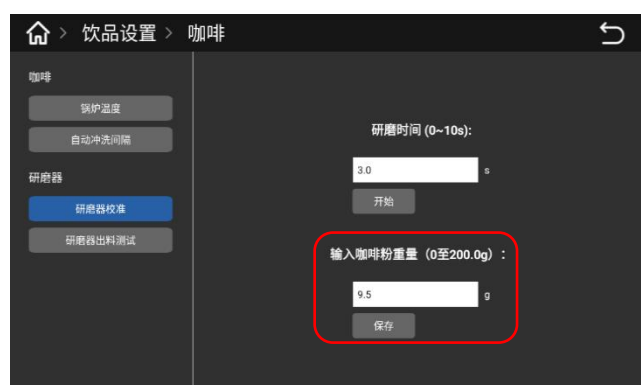 > 饮品设置 > 咖啡
咖啡
锅炉温度
自动冲洗间隔
研磨器
研磨器校准
研磨器出料测试
研磨时间 (0~10s):
3.0 s
开始
输入咖啡粉重量（0至200.0g）:
9.5 g
保存